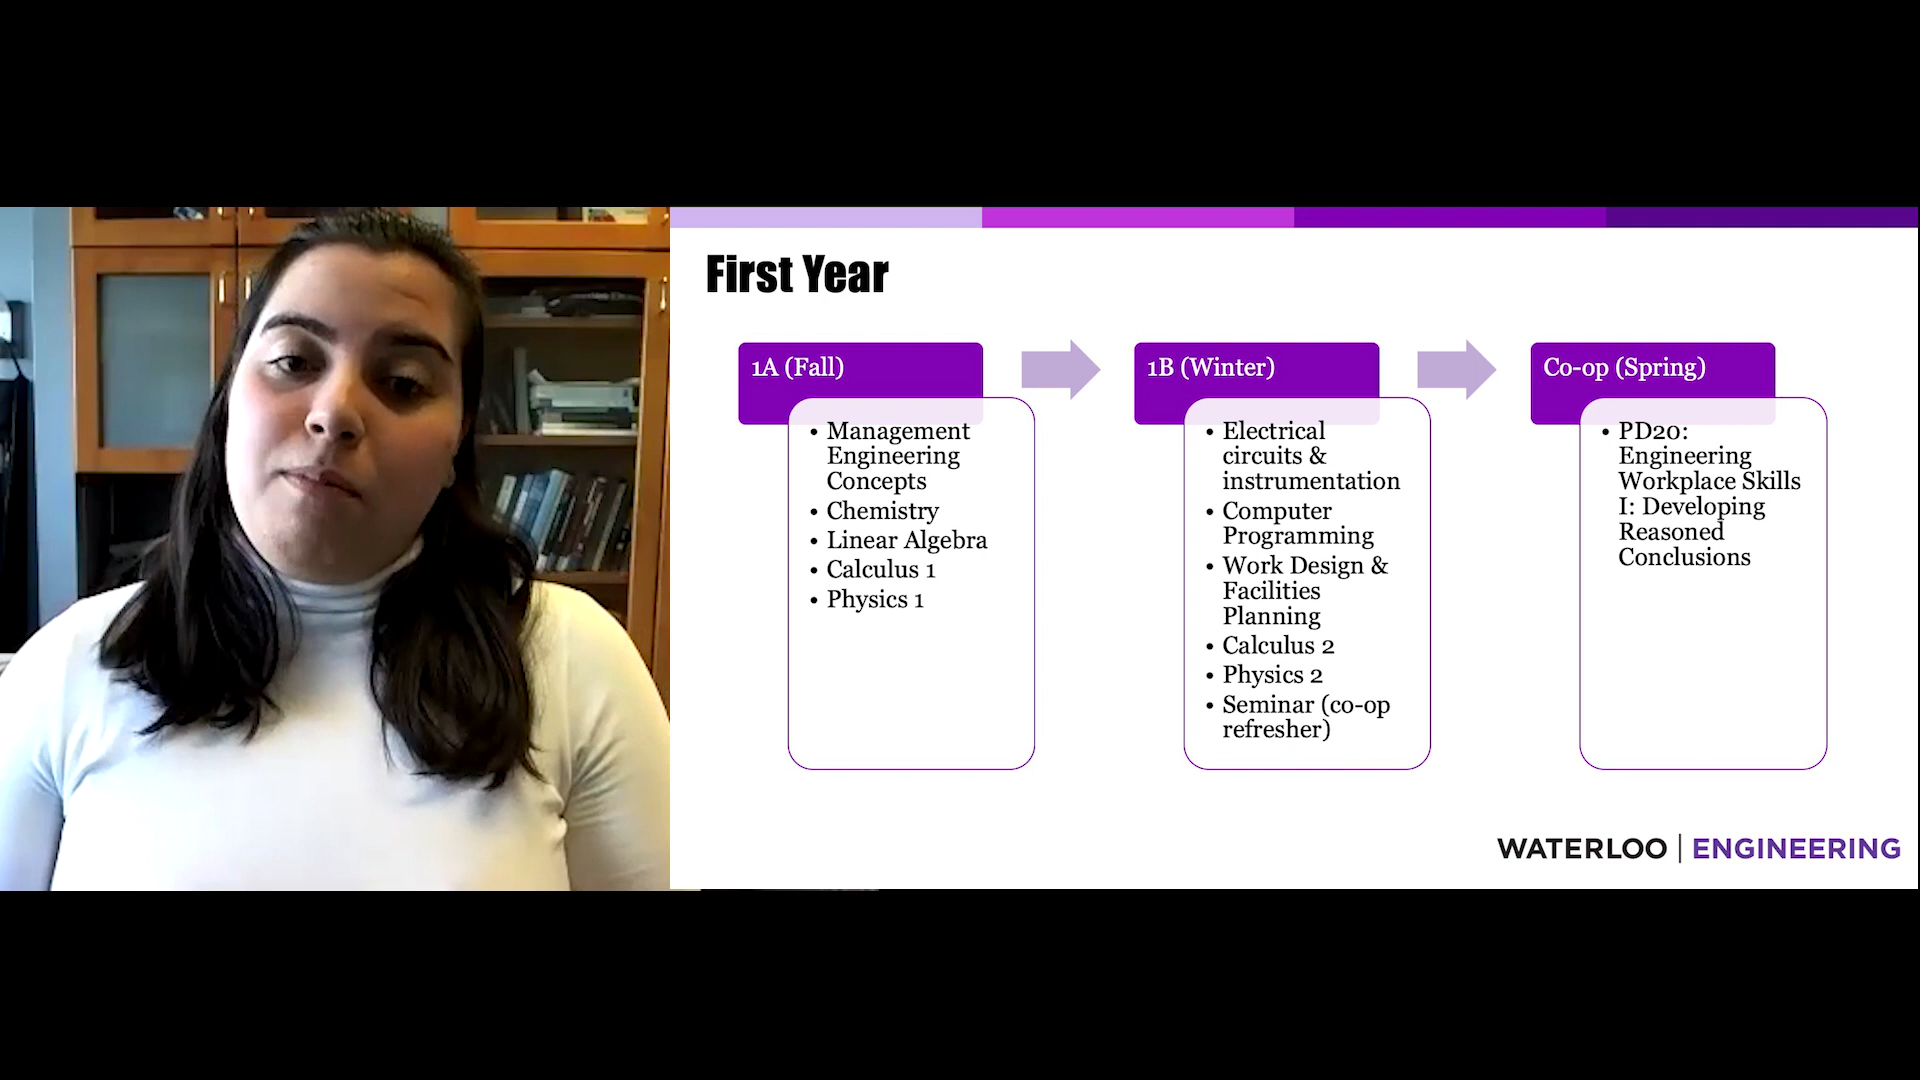 First Year
1A (Fall)
• Management
Engineering
Concepts
• Chemistry
• Linear Algebra
• Calculus 1
• Physics 1
1B (Winter)
• Electrical
circuits &
instrumentation
• Computer
Programming
• Work Design &
Facilities
Planning
• Calculus 2
• Physics 2
• Seminar (co-op
refresher)
Co-op (Spring)
• PD20:
Engineering
Workplace Skills
I: Developing
Reasoned
Conclusions
WATERLOO | ENGINEERING